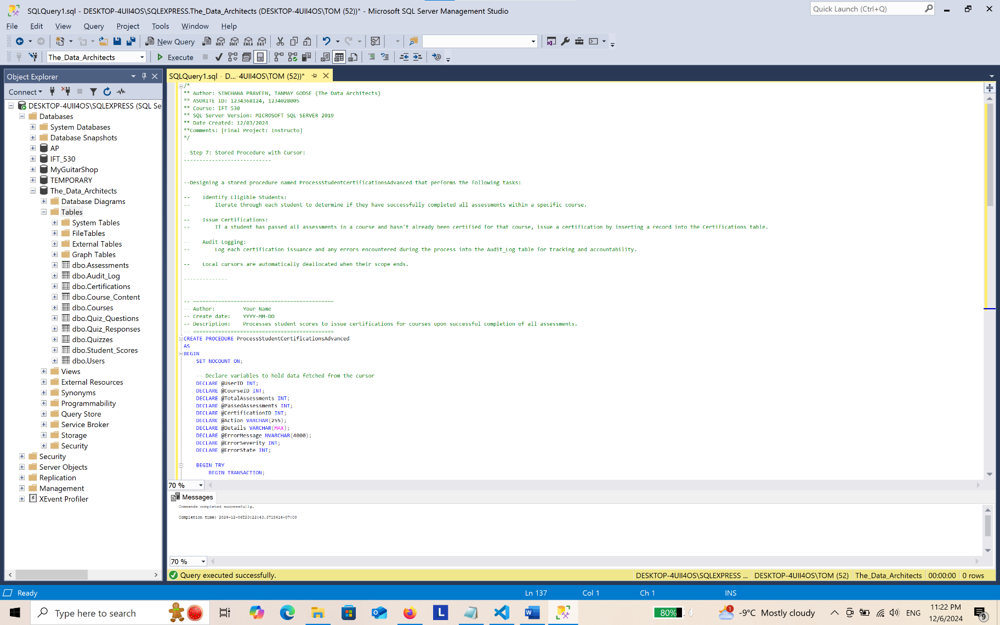 SQLQuery1.sql - DESKTOP-4UII4OS\SQLEXPRESS.The_Data_Architects (DESKTOP-4UII4OS\TOM (52))* - Microsoft SQL Server Management Studio
Quick Launch (Ctrl+Q)
File Edit View Query Project Tools Window Help
New Query
MDX DMX XMLA DAX
The_Data_Architects
Execute
Object Explorer
Connect
DESKTOP-4UII4OS\SQLEXPRESS (SQL Se
Databases
System Databases
Database Snapshots
AP
IFT_530
MyGuitarShop
TEMPORARY
The_Data_Architects
Database Diagrams
Tables
System Tables
FileTables
External Tables
Graph Tables
dbo.Assessments
dbo.Audit_Log
dbo.Certifications
dbo.Course_Content
dbo.Courses
dbo.Quiz_Questions
dbo.Quiz_Responses
dbo.Quizzes
dbo.Student_Scores
dbo.Users
Views
External Resources
Synonyms
Programmability
Query Store
Service Broker
Storage
Security
Security
Server Objects
Replication
Management
XEvent Profiler
SQLQuery1.sql - D...-4UII4OS\TOM (52))*
/*
** Author: SINCHANA PRAVEEN, TANMAY GODSE (The Data Architects)
** ASURITE ID: 1234368124, 1234028005
** Course: IFT 530
** SQL Server Version: MICROSOFT SQL SERVER 2019
** Date Created: 12/03/2024
**Comments: [Final Project: Instructo]
*/
--Step 7: Stored Procedure with Cursor:
----------------------------
--Designing a stored procedure named ProcessStudentCertificationsAdvanced that performs the following tasks:
-- Identify Eligible Students:
-- Iterate through each student to determine if they have successfully completed all assessments within a specific course.
-- Issue Certifications:
-- If a student has passed all assessments in a course and hasn't already been certified for that course, issue a certification by inserting a record into the Certifications table.
-- Audit Logging:
-- Log each certification issuance and any errors encountered during the process into the Audit_Log table for tracking and accountability.
-- Local cursors are automatically deallocated when their scope ends.
--------------
-- =============================================
-- Author: Your Name
-- Create date: YYYY-MM-DD
-- Description: Processes student scores to issue certifications for courses upon successful completion of all assessments.
-- =============================================
CREATE PROCEDURE ProcessStudentCertificationsAdvanced
AS
BEGIN
SET NOCOUNT ON;
-- Declare variables to hold data fetched from the cursor
DECLARE @UserID INT;
DECLARE @CourseID INT;
DECLARE @TotalAssessments INT;
DECLARE @PassedAssessments INT;
DECLARE @CertificationID INT;
DECLARE @Action VARCHAR(255);
DECLARE @Details VARCHAR(MAX);
DECLARE @ErrorMessage NVARCHAR(4000);
DECLARE @ErrorSeverity INT;
DECLARE @ErrorState INT;
BEGIN TRY
BEGIN TRANSACTION;
70 %
Messages
Commands completed successfully.
Completion time: 2024-12-06T23:22:43.3718414-07:00
70 %
Query executed successfully.
DESKTOP-4UII4OS\SQLEXPRESS ... DESKTOP-4UII4OS\TOM (52) The_Data_Architects 00:00:00 0 rows
Ready Ln 137 Col 1 Ch 1 INS
Type here to search
L
W
80%
1
-9°C Mostly cloudy
ENG
11:22 PM
12/6/2024
9